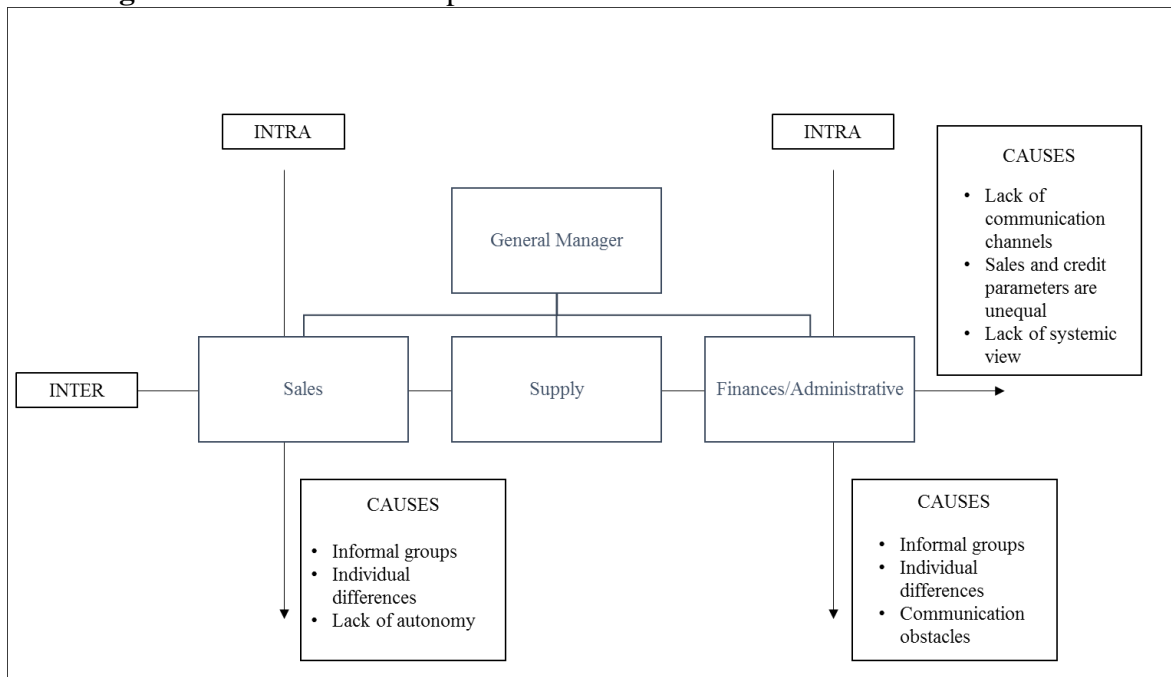 INTRA
INTRA
CAUSES
• Lack of
communication
channels
• Sales and credit
parameters are
unequal
• Lack of systemic
view
General Manager
INTER
Sales
Supply
Finances/Administrative
CAUSES
• Informal groups
• Individual
differences
• Lack of autonomy
CAUSES
• Informal groups
• Individual
differences
• Communication
obstacles